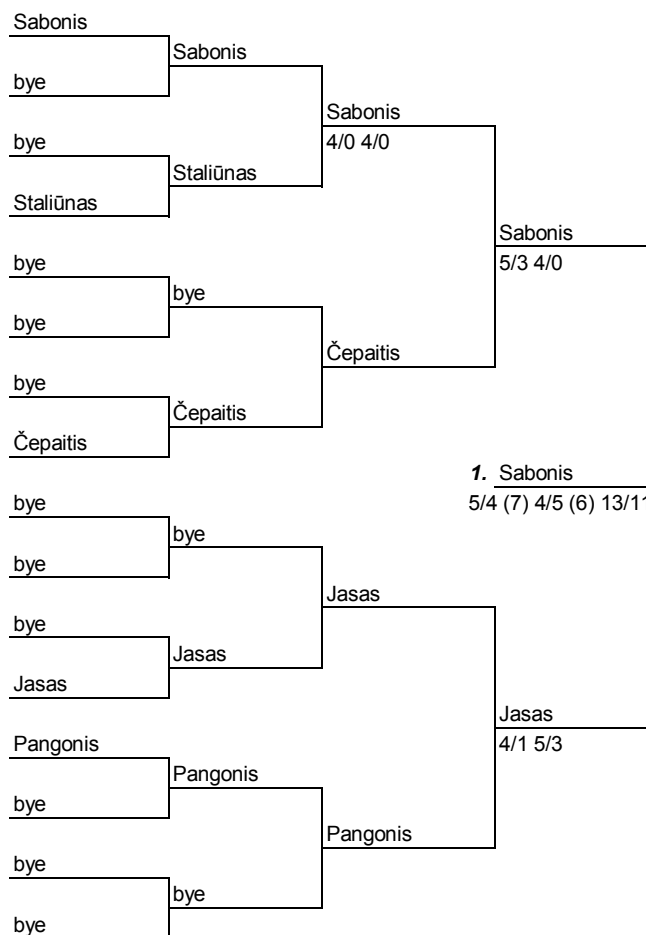 Sabonis
Sabonis
bye
Sabonis
4/0 4/0
bye
Staliūnas
Staliūnas
Sabonis
5/3 4/0
bye
bye
bye
Čepaitis
bye
Čepaitis
Čepaitis
1. Sabonis
5/4 (7) 4/5 (6) 13/11
bye
bye
bye
Jasas
bye
Jasas
Jasas
Jasas
4/1 5/3
Pangonis
Pangonis
bye
Pangonis
bye
bye
bye